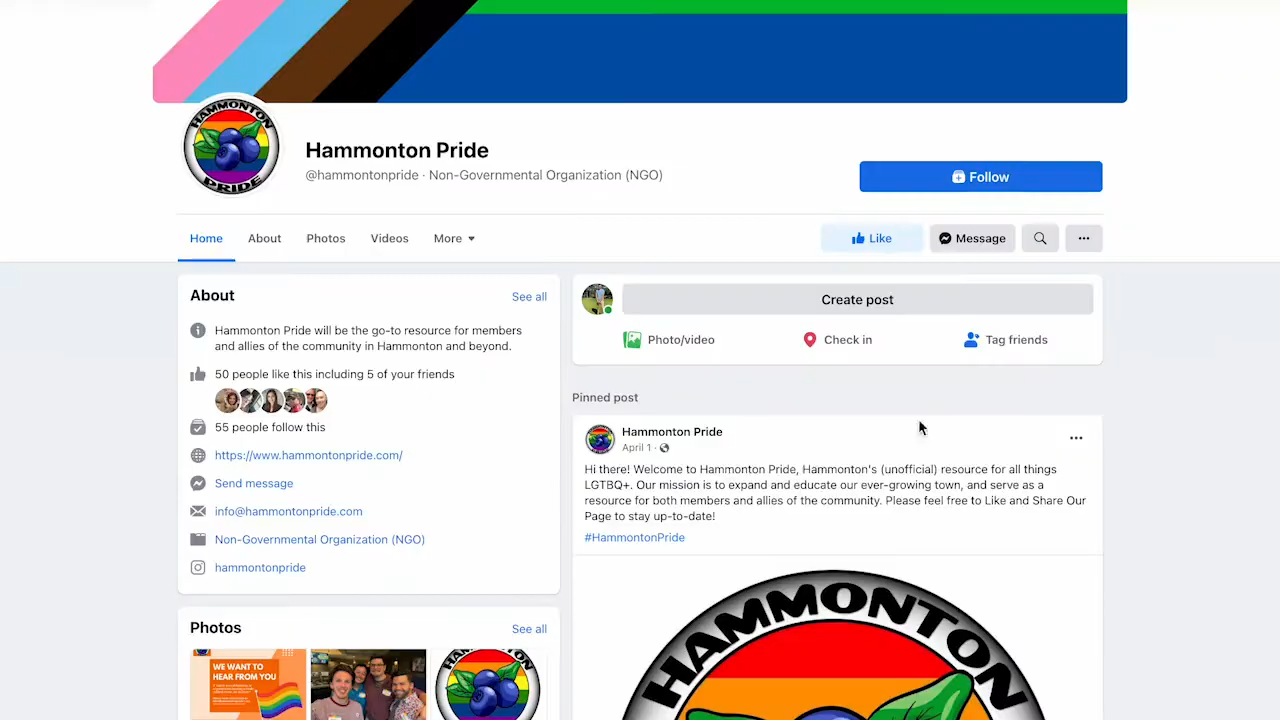 HAMMONTON
PRIDE
Hammonton Pride
@hammontonpride · Non-Governmental Organization (NGO)
Follow
Home
About
Photos
Videos
More
Like
Message
About
See all
Hammonton Pride will be the go-to resource for members
and allies of the community in Hammonton and beyond.
50 people like this including 5 of your friends
55 people follow this
https://www.hammontonpride.com/
Send message
info@hammontonpride.com
Non-Governmental Organization (NGO)
hammontonpride
Photos
See all
WE WANT TO
HEAR FROM YOU
HAMMONTON
Create post
Photo/video
Check in
Tag friends
Pinned post
Hammonton Pride
April 1 ·
Hi there! Welcome to Hammonton Pride, Hammonton's (unofficial) resource for all things
LGTBQ+. Our mission is to expand and educate our ever-growing town, and serve as a
resource for both members and allies of the community. Please feel free to Like and Share Our
Page to stay up-to-date!
#HammontonPride
HAMMONTON